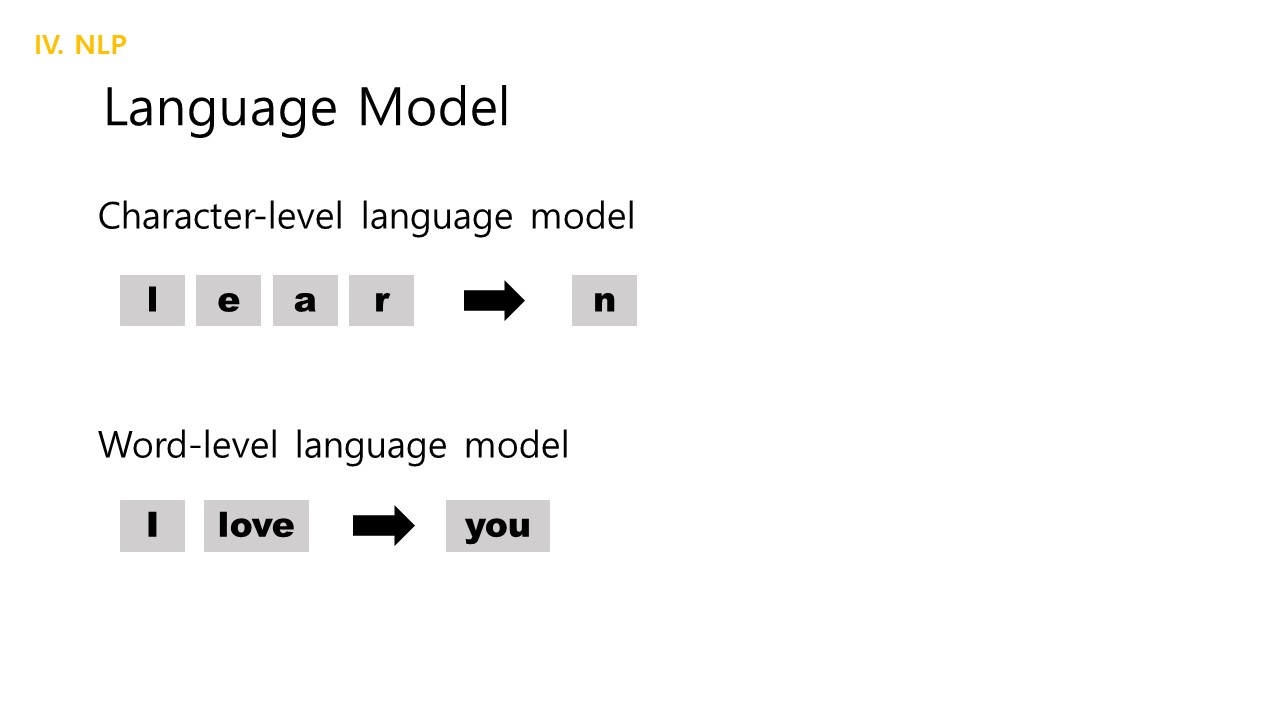 IV. NLP
Language Model
Character-level language model
l e a r n
Word-level language model
I love you